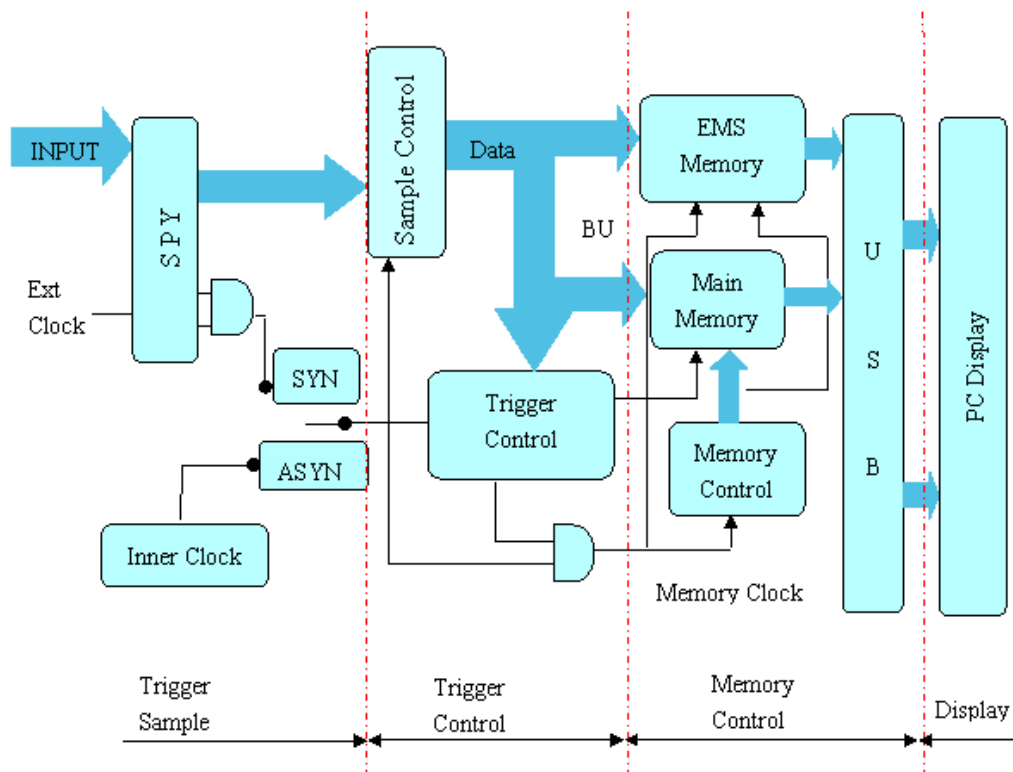 INPUT
S P Y
Ext
Clock
SYN
ASYN
Inner Clock
Sample Control
Data
BU
Trigger
Control
EMS
Memory
Main
Memory
Memory
Control
Memory Clock
U
S
B
PC Display
Trigger
Sample
Trigger
Control
Memory
Control
Display